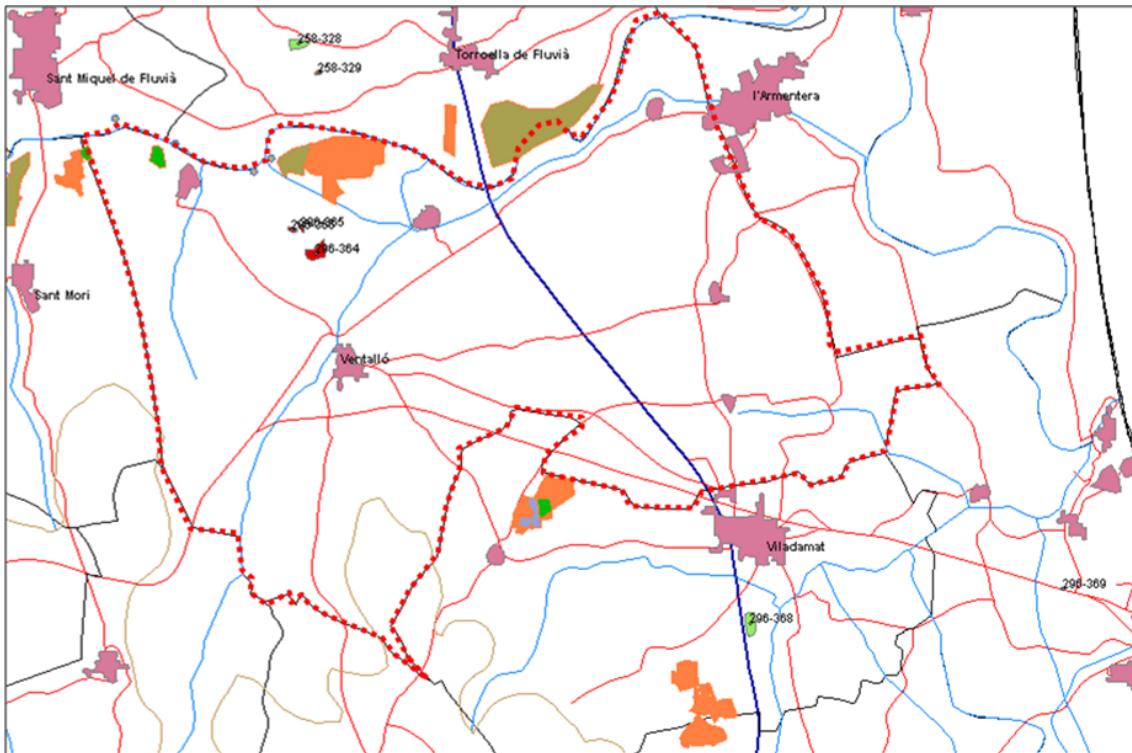 258-328
Torroella de Fluvià
258-329
Sant Miquel de Fluvià
l'Armentera
296-364
Sant Mori
Ventalló
Viladamat
296-369
296-368